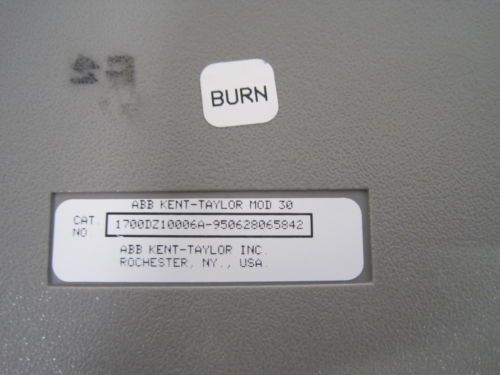 BURN
ABB KENT-TAYLOR MOD 30
CAT. 1700DZ10006A-950628065842
NO.
ABB KENT-TAYLOR INC.
ROCHESTER, NY., USA.